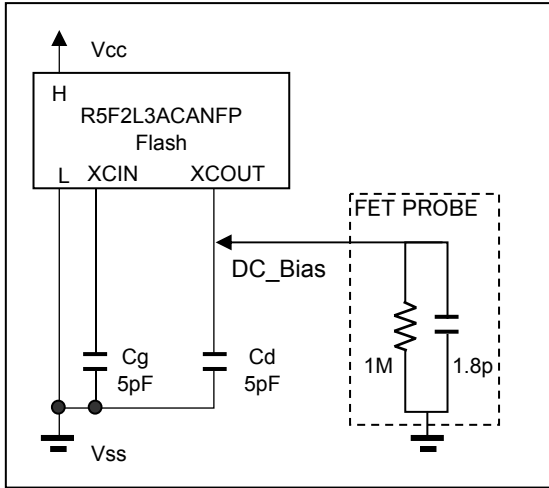 Vcc
H
R5F2L3ACANFP
Flash
L XCIN XCOUT
FET PROBE
DC_Bias
Cg
5pF
Cd
5pF
1M
1.8p
Vss